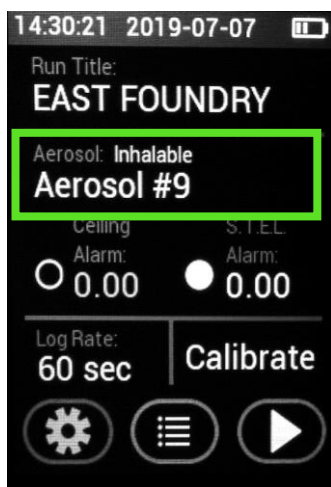 14:30:21 2019-07-07
Run Title:
EAST FOUNDRY
Aerosol: Inhalable
Aerosol #9
Ceiling S.T.E.L.
Alarm: Alarm:
0.00 0.00
Log Rate:
60 sec Calibrate